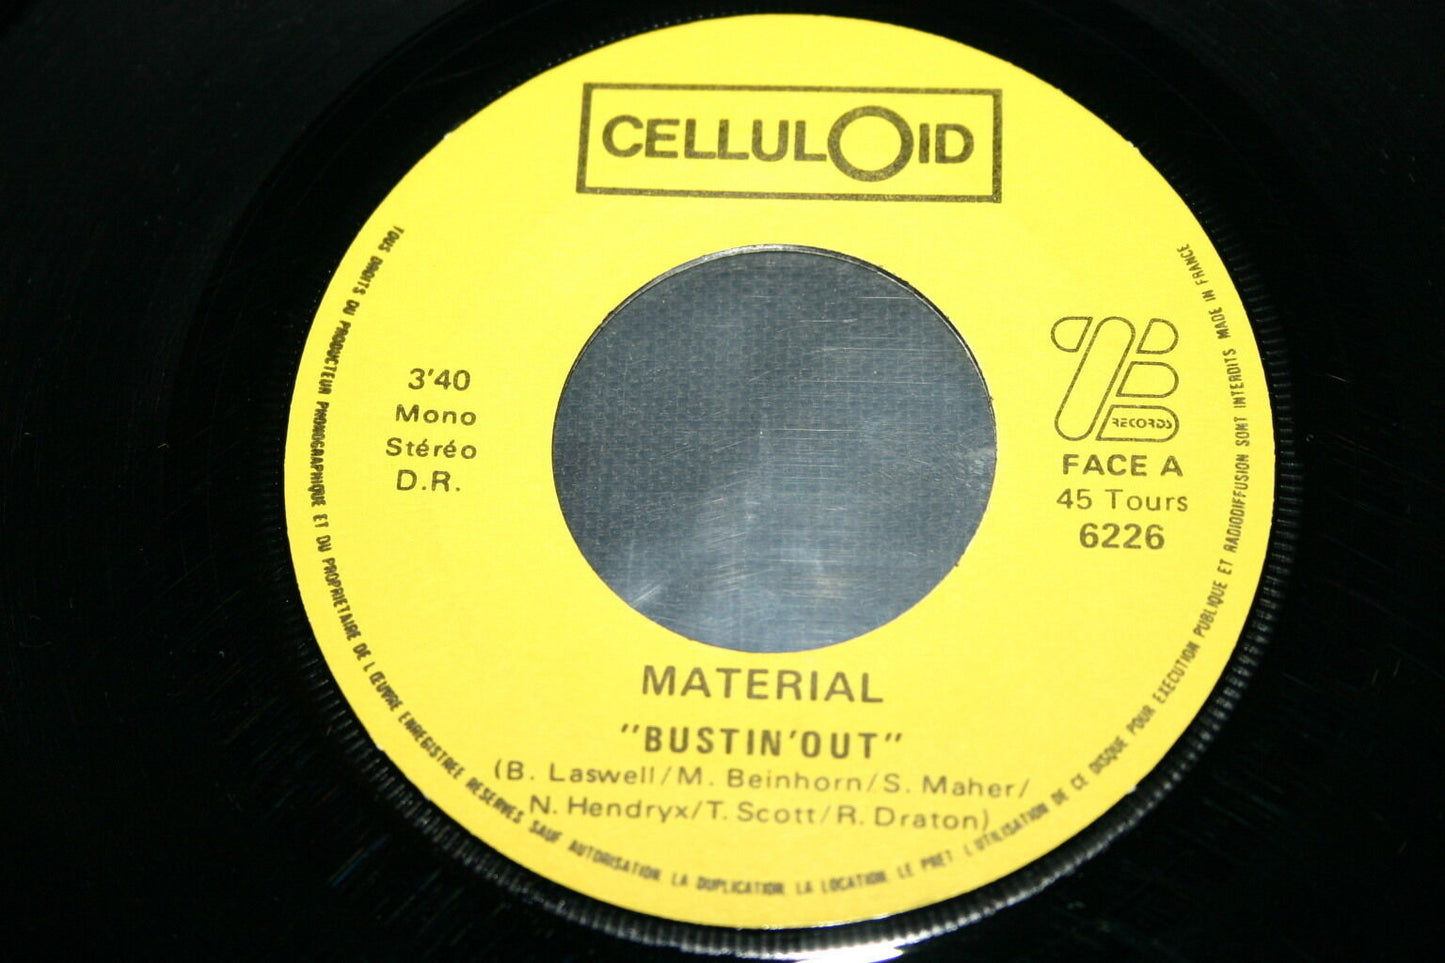 CELLULOID
3'40
Mono
Stéréo
D.R.
ZE
RECORDS
FACE A
45 Tours
6226
MATERIAL
"BUSTIN'OUT"
(B. Laswell/M. Beinhorn/S. Maher/
N. Hendryx/T. Scott/R. Draton)
TOUS DROITS DU PRODUCTEUR PHONOGRAPHIQUE ET DU PROPRIETAIRE DE L'ŒUVRE ENREGISTREE RESERVES SAUF AUTORISATION. LA DUPLICATION. LA LOCATION. LE PRET. L'UTILISATION DE CE DISQUE POUR EXECUTION PUBLIQUE ET RADIODIFFUSION SONT INTERDITS MADE IN FRANCE